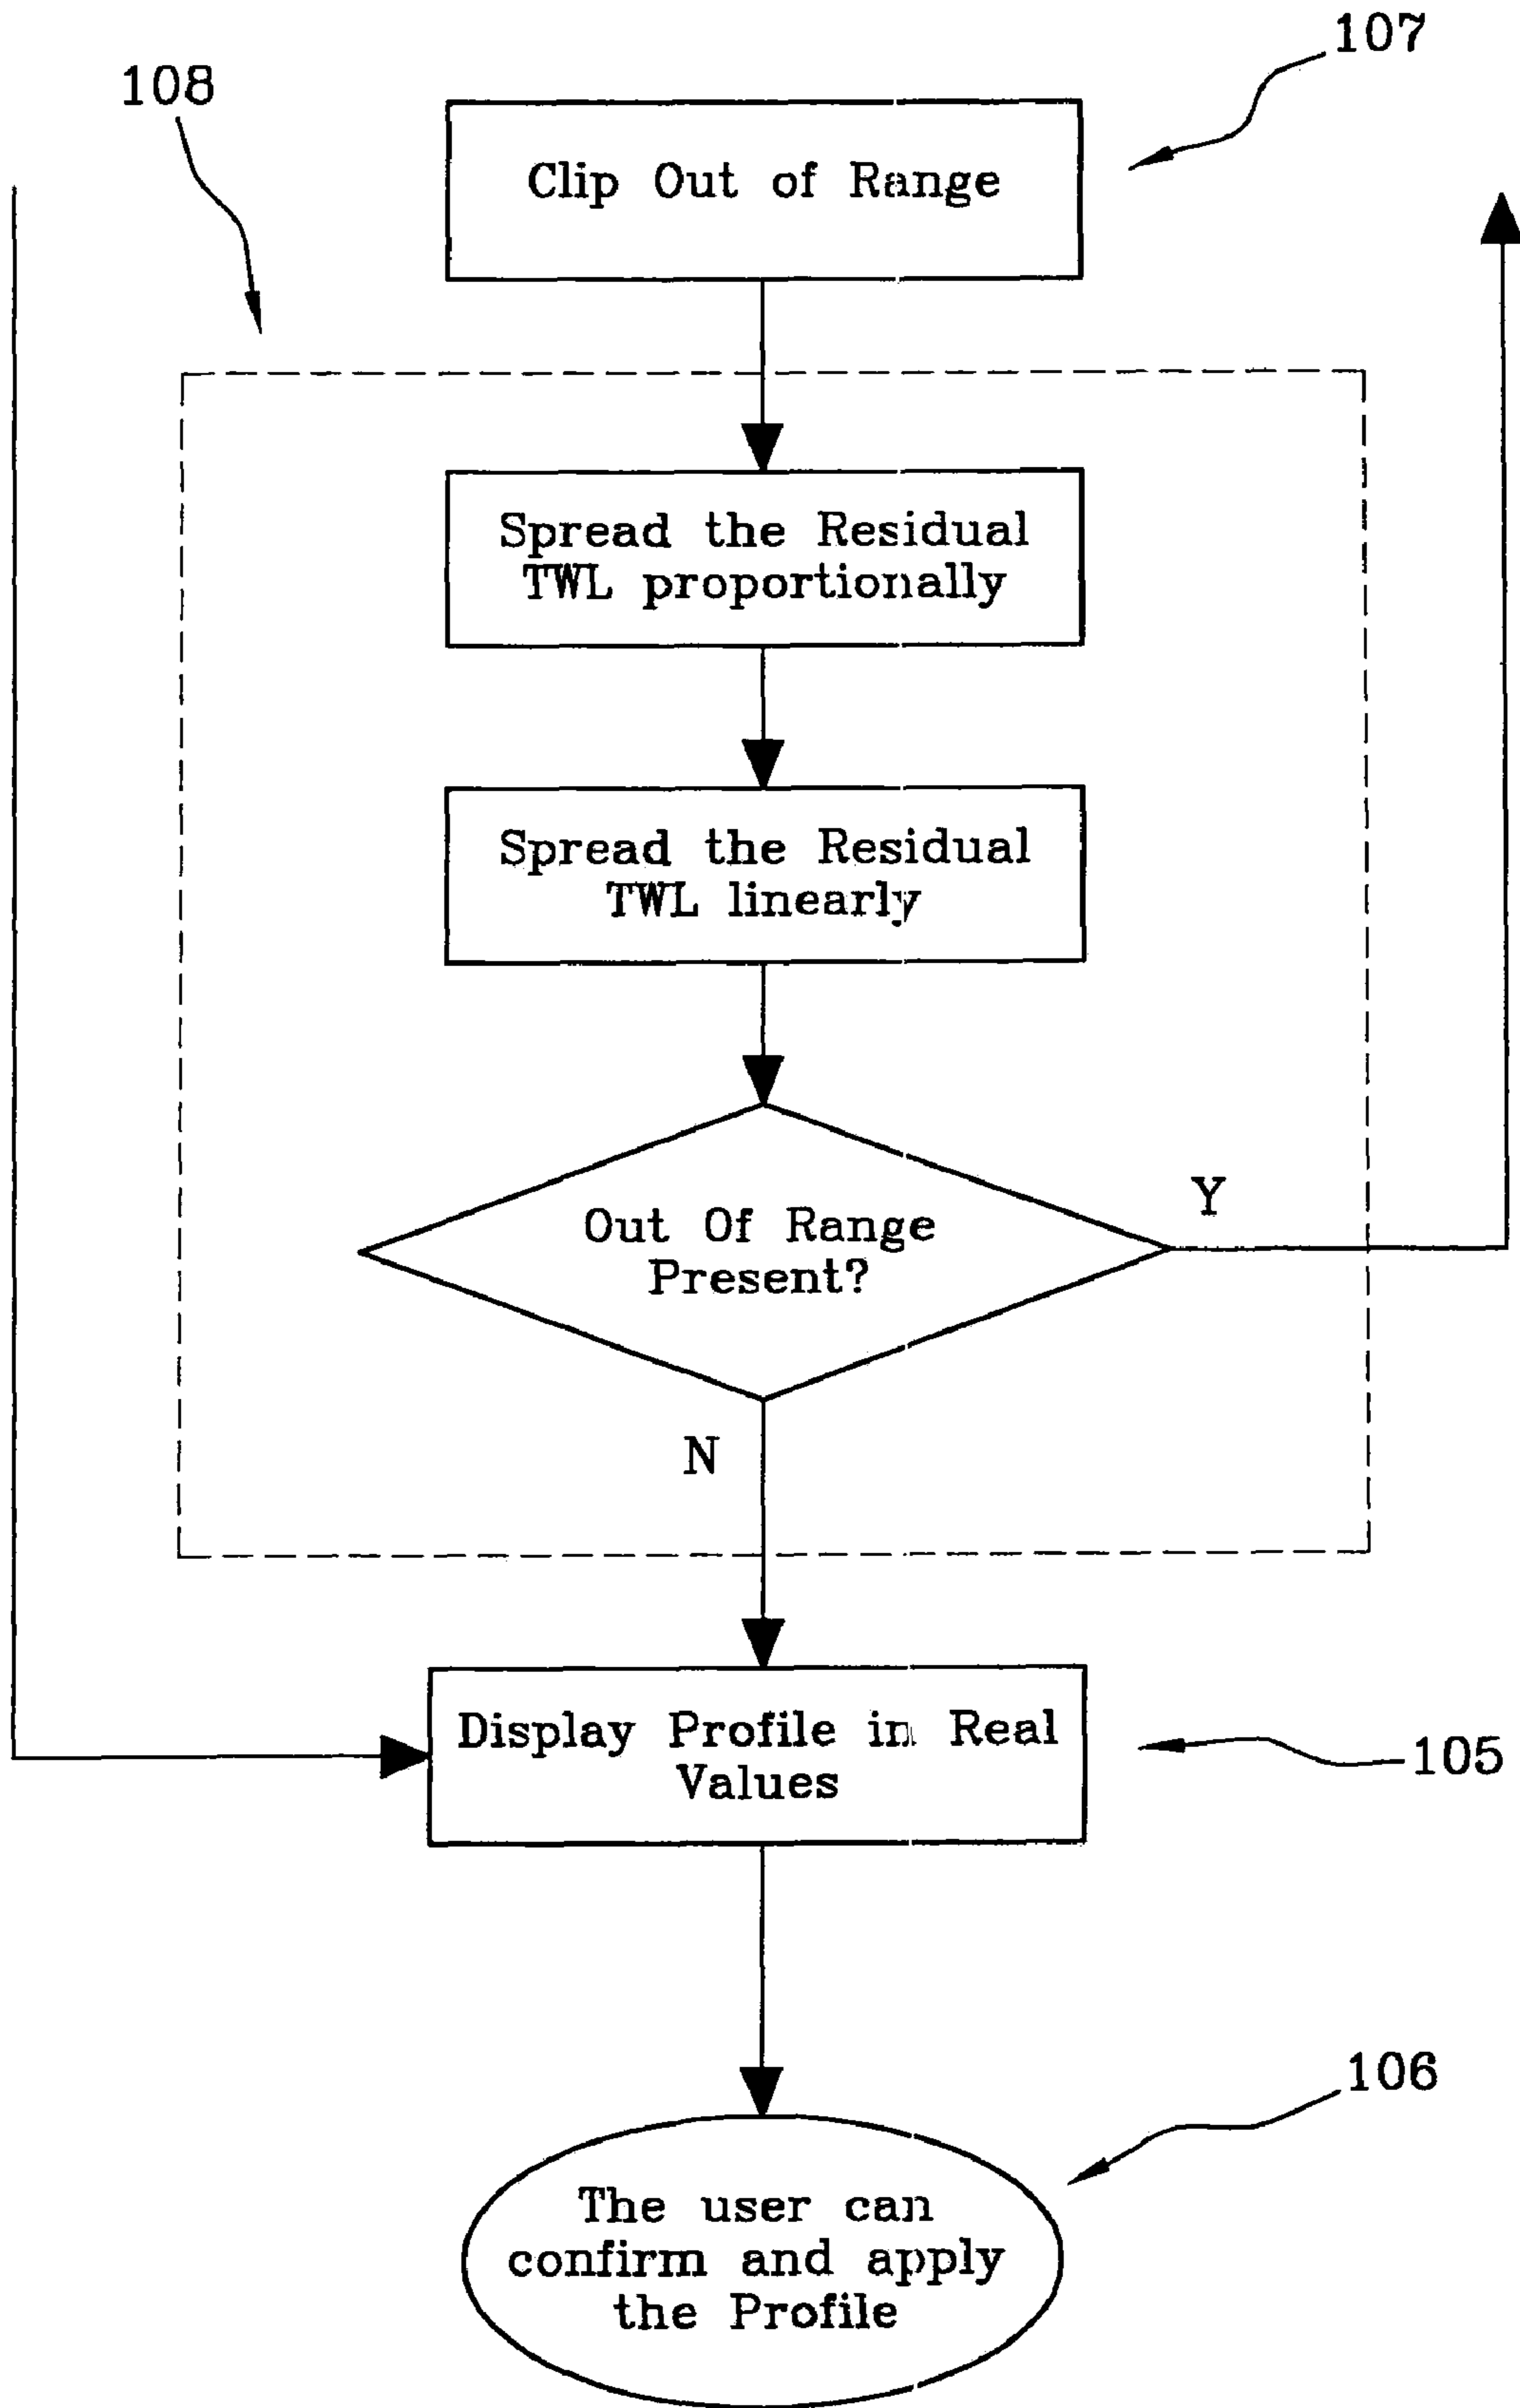 107
108
Clip Out of Range
Spread the Residual
TWL proportionally
Spread the Residual
TWL linearly
Out Of Range
Present?
Y
N
Display Profile in Real
Values
105
106
The user can
confirm and apply
the Profile